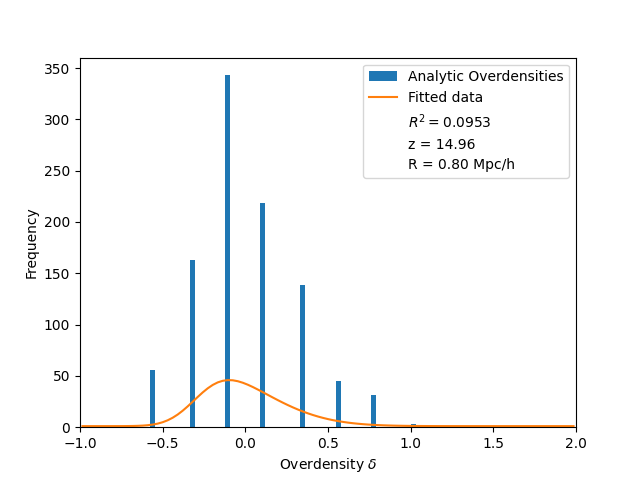 Analytic Overdensities
Fitted data
R² = 0.0953
z = 14.96
R = 0.80 Mpc/h
350
300
250
200
150
100
50
0
Frequency
−1.0 −0.5 0.0 0.5 1.0 1.5 2.0
Overdensity δ